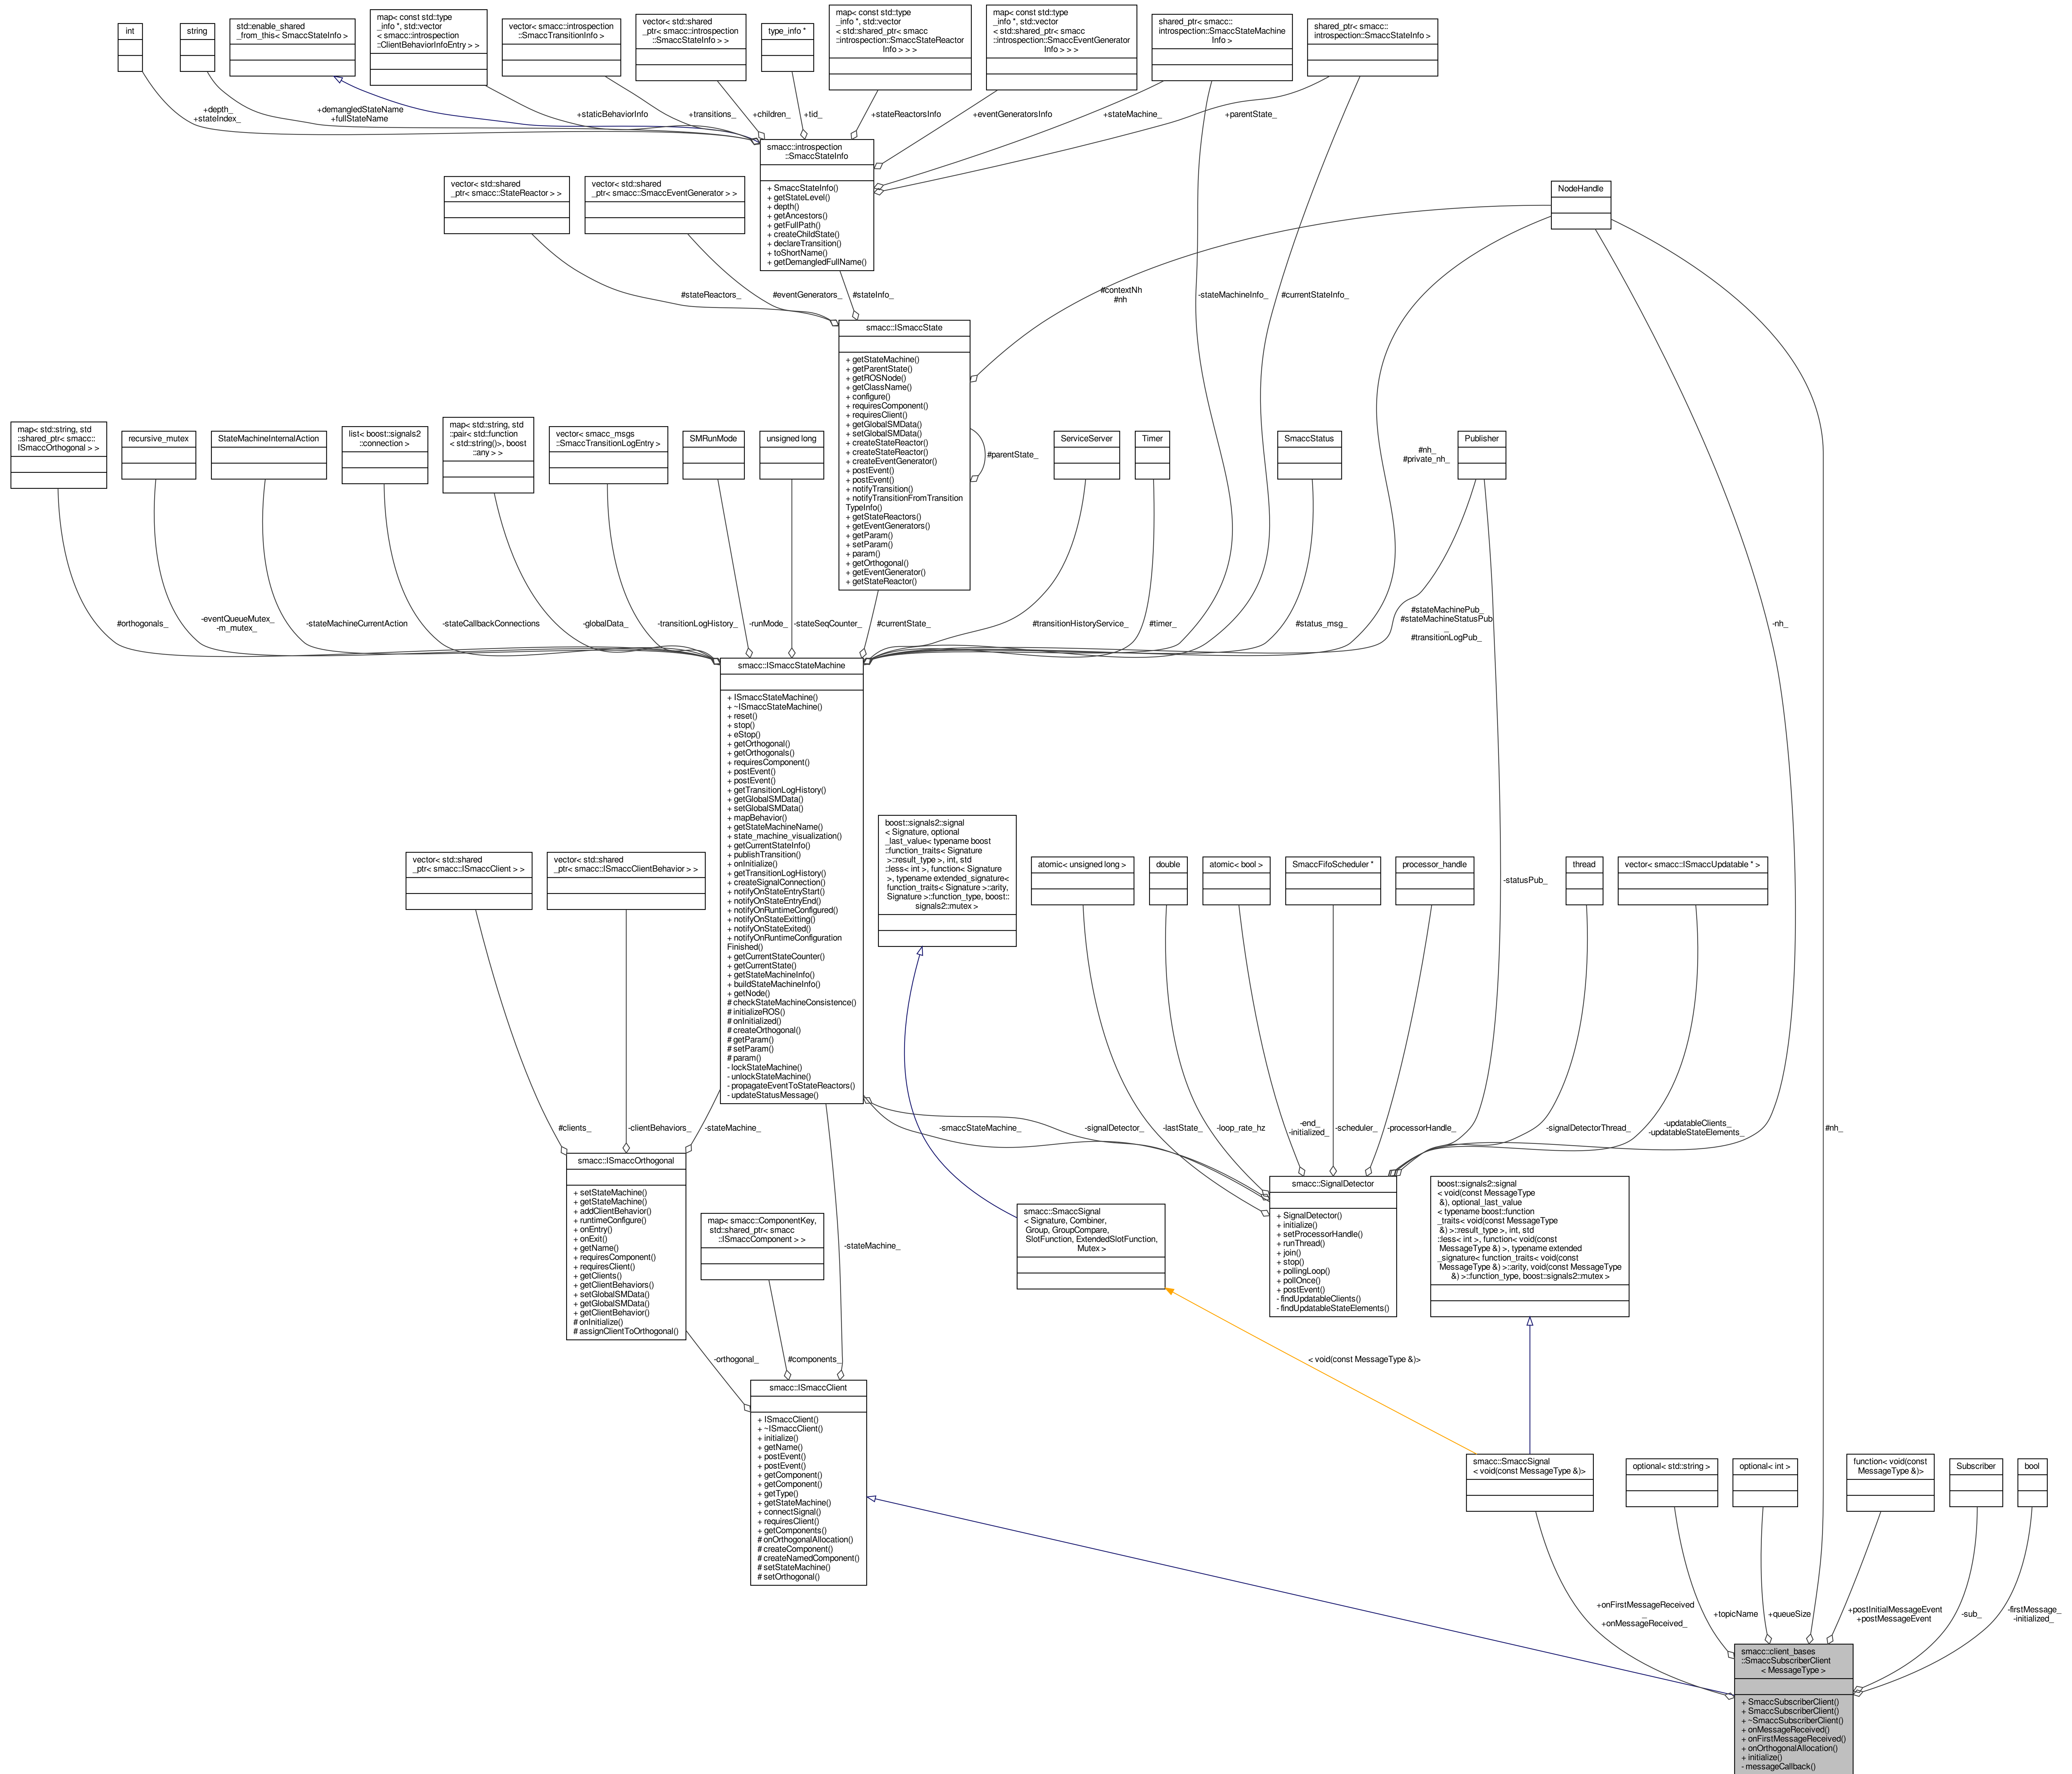 int
string
std::enable_shared
_from_this< SmaccStateInfo >
map< const std::type
_info *, std::vector
< smacc::introspection
::ClientBehaviorInfoEntry > >
vector< smacc::introspection
::SmaccTransitionInfo >
vector< std::shared
_ptr< smacc::introspection
::SmaccStateInfo > >
type_info *
map< const std::type
_info *, std::vector
< std::shared_ptr< smacc
::introspection::SmaccStateReactor
Info > > >
map< const std::type
_info *, std::vector
< std::shared_ptr< smacc
::introspection::SmaccEventGenerator
Info > > >
shared_ptr< smacc::
introspection::SmaccStateMachine
Info >
shared_ptr< smacc::
introspection::SmaccStateInfo >
+depth_
+stateIndex_
+demangledStateName
+fullStateName
+staticBehaviorInfo
+transitions_
+children_
+tid_
+stateReactorsInfo
+eventGeneratorsInfo
+stateMachine_
+parentState_
smacc::introspection
::SmaccStateInfo
+ SmaccStateInfo()
+ getStateLevel()
+ depth()
+ getAncestors()
+ getFullPath()
+ createChildState()
+ declareTransition()
+ toShortName()
+ getDemangledFullName()
vector< std::shared
_ptr< smacc::StateReactor > >
vector< std::shared
_ptr< smacc::SmaccEventGenerator > >
NodeHandle
#stateReactors_
#eventGenerators_
#stateInfo_
#contextNh
#nh
-stateMachineInfo_
#currentStateInfo_
smacc::ISmaccState
+ getStateMachine()
+ getParentState()
+ getROSNode()
+ getClassName()
+ configure()
+ requiresComponent()
+ requiresClient()
+ getGlobalSMData()
+ setGlobalSMData()
+ createStateReactor()
+ createStateReactor()
+ createEventGenerator()
+ postEvent()
+ postEvent()
+ notifyTransition()
+ notifyTransitionFromTransition
TypeInfo()
+ getStateReactors()
+ getEventGenerators()
+ getParam()
+ setParam()
+ param()
+ getOrthogonal()
+ getEventGenerator()
+ getStateReactor()
#parentState_
map< std::string, std
::shared_ptr< smacc::
ISmaccOrthogonal > >
recursive_mutex
StateMachineInternalAction
list< boost::signals2
::connection >
map< std::string, std
::pair< std::function
< std::string()>, boost
::any > >
vector< smacc_msgs
::SmaccTransitionLogEntry >
SMRunMode
unsigned long
ServiceServer
Timer
SmaccStatus
#nh_
#private_nh_
Publisher
#orthogonals_
-eventQueueMutex_
-m_mutex_
-stateMachineCurrentAction
-stateCallbackConnections
-globalData_
-transitionLogHistory_
-runMode_
-stateSeqCounter_
#currentState_
#transitionHistoryService_
#timer_
#status_msg_
#stateMachinePub_
#stateMachineStatusPub
_
#transitionLogPub_
-nh_
smacc::ISmaccStateMachine
+ ISmaccStateMachine()
+ ~ISmaccStateMachine()
+ reset()
+ stop()
+ eStop()
+ getOrthogonal()
+ getOrthogonals()
+ requiresComponent()
+ postEvent()
+ postEvent()
+ getTransitionLogHistory()
+ getGlobalSMData()
+ setGlobalSMData()
+ mapBehavior()
+ getStateMachineName()
+ state_machine_visualization()
+ getCurrentStateInfo()
+ publishTransition()
+ onInitialize()
+ getTransitionLogHistory()
+ createSignalConnection()
+ notifyOnStateEntryStart()
+ notifyOnStateEntryEnd()
+ notifyOnRuntimeConfigured()
+ notifyOnStateExitting()
+ notifyOnStateExited()
+ notifyOnRuntimeConfiguration
Finished()
+ getCurrentStateCounter()
+ getCurrentState()
+ getStateMachineInfo()
+ buildStateMachineInfo()
+ getNode()
# checkStateMachineConsistence()
# initializeROS()
# onInitialized()
# createOrthogonal()
# getParam()
# setParam()
# param()
- lockStateMachine()
- unlockStateMachine()
- propagateEventToStateReactors()
- updateStatusMessage()
vector< std::shared
_ptr< smacc::ISmaccClient > >
vector< std::shared
_ptr< smacc::ISmaccClientBehavior > >
boost::signals2::signal
< Signature, optional
_last_value< typename boost
::function_traits< Signature
>::result_type >, int, std
::less< int >, function< Signature
>, typename extended_signature<
function_traits< Signature >::arity,
Signature >::function_type, boost::
signals2::mutex >
atomic< unsigned long >
double
atomic< bool >
SmaccFifoScheduler *
processor_handle
-statusPub_
thread
vector< smacc::ISmaccUpdatable * >
#clients_
-clientBehaviors_
-stateMachine_
-smaccStateMachine_
-signalDetector_
-lastState_
-loop_rate_hz
-end_
-initialized_
-scheduler_
-processorHandle_
-signalDetectorThread_
-updatableClients_
-updatableStateElements_
#nh_
smacc::ISmaccOrthogonal
+ setStateMachine()
+ getStateMachine()
+ addClientBehavior()
+ runtimeConfigure()
+ onEntry()
+ onExit()
+ getName()
+ requiresComponent()
+ requiresClient()
+ getClients()
+ getClientBehaviors()
+ setGlobalSMData()
+ getGlobalSMData()
+ getClientBehavior()
# onInitialize()
# assignClientToOrthogonal()
map< smacc::ComponentKey,
std::shared_ptr< smacc
::ISmaccComponent > >
-stateMachine_
smacc::SmaccSignal
< Signature, Combiner,
Group, GroupCompare,
SlotFunction, ExtendedSlotFunction,
Mutex >
smacc::SignalDetector
+ SignalDetector()
+ initialize()
+ setProcessorHandle()
+ runThread()
+ join()
+ stop()
+ pollingLoop()
+ pollOnce()
+ postEvent()
- findUpdatableClients()
- findUpdatableStateElements()
boost::signals2::signal
< void(const MessageType
&), optional_last_value
< typename boost::function
_traits< void(const MessageType
&) >::result_type >, int, std
::less< int >, function< void(const
MessageType &) >, typename extended
_signature< function_traits< void(const
MessageType &) >::arity, void(const MessageType
&) >::function_type, boost::signals2::mutex >
-orthogonal_
#components_
< void(const MessageType &)>
smacc::ISmaccClient
+ ISmaccClient()
+ ~ISmaccClient()
+ initialize()
+ getName()
+ postEvent()
+ postEvent()
+ getComponent()
+ getComponent()
+ getType()
+ getStateMachine()
+ connectSignal()
+ requiresClient()
+ getComponents()
# onOrthogonalAllocation()
# createComponent()
# createNamedComponent()
# setStateMachine()
# setOrthogonal()
smacc::SmaccSignal
< void(const MessageType &)>
optional< std::string >
optional< int >
function< void(const
MessageType &)>
Subscriber
bool
+onFirstMessageReceived
_
+onMessageReceived_
+topicName
+queueSize
+postInitialMessageEvent
+postMessageEvent
-sub_
-firstMessage_
-initialized_
smacc::client_bases
::SmaccSubscriberClient
< MessageType >
+ SmaccSubscriberClient()
+ SmaccSubscriberClient()
+ ~SmaccSubscriberClient()
+ onMessageReceived()
+ onFirstMessageReceived()
+ onOrthogonalAllocation()
+ initialize()
- messageCallback()